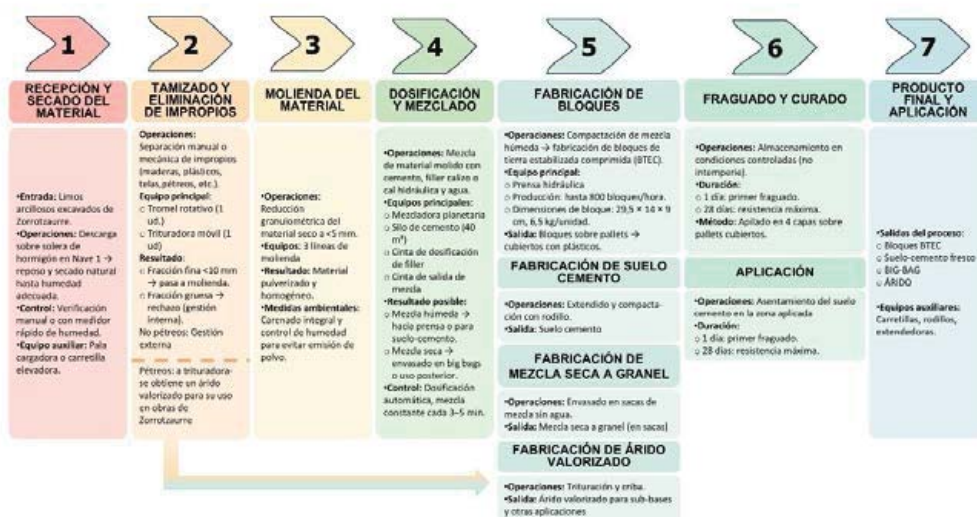 1
RECEPCIÓN Y
SECADO DEL
MATERIAL
•Entrada: Limos
arcillosos excavados de
Zorrotzaurre.
•Operaciones: Descarga
sobre solera de
hormigón en Nave 1 →
reposo y secado natural
hasta humedad
adecuada.
•Control: Verificación
manual o con medidor
rápido de humedad.
•Equipo auxiliar: Pala
cargadora o carretilla
elevadora.
2
TAMIZADO Y
ELIMINACIÓN
DE IMPROPIOS
Operaciones:
Separación manual o
mecánica de impropios
(maderas, plásticos,
telas, pétreos, etc.).
Equipo principal:
○ Tromel rotativo (1
ud.)
○ Trituradora móvil (1
ud)
Resultado:
○ Fracción fina <10 mm
→ pasa a molienda.
○ Fracción gruesa →
rechazo (gestión
interna).
No pétreos: Gestión
externa
Pétreos: a trituradora-
se obtiene un árido
valorizado para su uso
en obras de
Zorrotzaurre
3
MOLIENDA DEL
MATERIAL
•Operaciones:
Reducción
granulométrica del
material seco a <5 mm.
•Equipos: 3 líneas de
molienda
•Resultado: Material
pulverizado y
homogéneo.
•Medidas ambientales:
Carenado integral y
control de humedad
para evitar emisión de
polvo.
4
DOSIFICACIÓN
Y MEZCLADO
•Operaciones: Mezcla
de material molido con
cemento, filler calizo o
cal hidráulica y agua.
•Equipos principales:
○ Mezcladora planetaria
○ Silo de cemento (40
m³)
○ Cinta de dosificación
de filler
○ Cinta de salida de
mezcla
•Resultado posible:
○ Mezcla húmeda →
hacia prensa o para
suelo-cemento.
○ Mezcla seca →
envasado en big bags
o uso posterior.
•Control: Dosificación
automática, mezcla
constante cada 3–5 min.
5
FABRICACIÓN DE
BLOQUES
•Operaciones: Compactación de mezcla
húmeda → fabricación de bloques de
tierra estabilizada comprimida (BTEC).
•Equipo principal:
○ Prensa hidráulica
○ Producción: hasta 800 bloques/hora.
○ Dimensiones de bloque: 29,5 × 14 × 9
cm, 6,5 kg/unidad.
•Salida: Bloques sobre pallets →
cubiertos con plásticos.
FABRICACIÓN DE SUELO
CEMENTO
•Operaciones: Extendido y compactación
con rodillo.
•Salida: Suelo cemento
FABRICACIÓN DE
MEZCLA SECA A GRANEL
•Operaciones: Envasado en sacas de
mezcla sin agua.
•Salida: Mezcla seca a granel (en sacas)
FABRICACIÓN DE ÁRIDO
VALORIZADO
•Operaciones: Trituración y criba.
•Salida: Árido valorizado para sub-bases
y otras aplicaciones
6
FRAGUADO Y CURADO
•Operaciones: Almacenamiento en
condiciones controladas (no
intemperie).
•Duración:
○ 1 día: primer fraguado.
○ 28 días: resistencia máxima.
•Método: Apilado en 4 capas sobre
pallets cubiertos.
APLICACIÓN
•Operaciones: Asentamiento del suelo
cemento en la zona aplicada
•Duración:
○ 1 día: primer fraguado.
○ 28 días: resistencia máxima.
7
PRODUCTO
FINAL Y
APLICACIÓN
•Salidas del proceso:
○ Bloques BTEC
○ Suelo-cemento fresco
○ BIG-BAG
○ ÁRIDO
•Equipos auxiliares:
Carretillas, rodillos,
extendedoras.